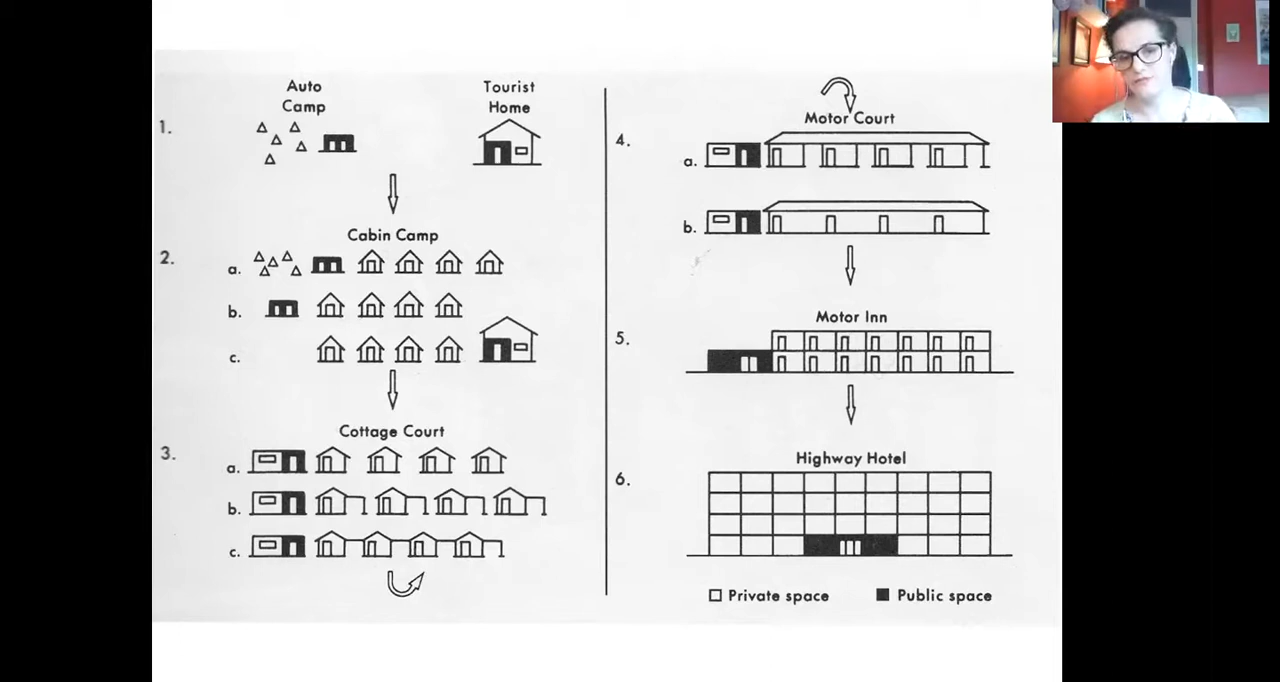 Auto
Camp
Tourist
Home
1.
Cabin Camp
2.
a.
b.
c.
Cottage Court
3.
a.
b.
c.
Motor Court
4.
a.
b.
Motor Inn
5.
Highway Hotel
6.
Private space
Public space